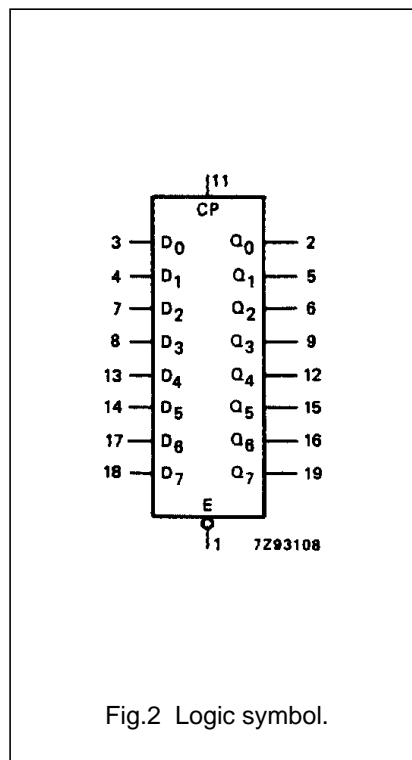 11
CP
3 D0 Q0 2
4 D1 Q1 5
7 D2 Q2 6
8 D3 Q3 9
13 D4 Q4 12
14 D5 Q5 15
17 D6 Q6 16
18 D7 Q7 19
E
1 7Z93108
Fig.2 Logic symbol.